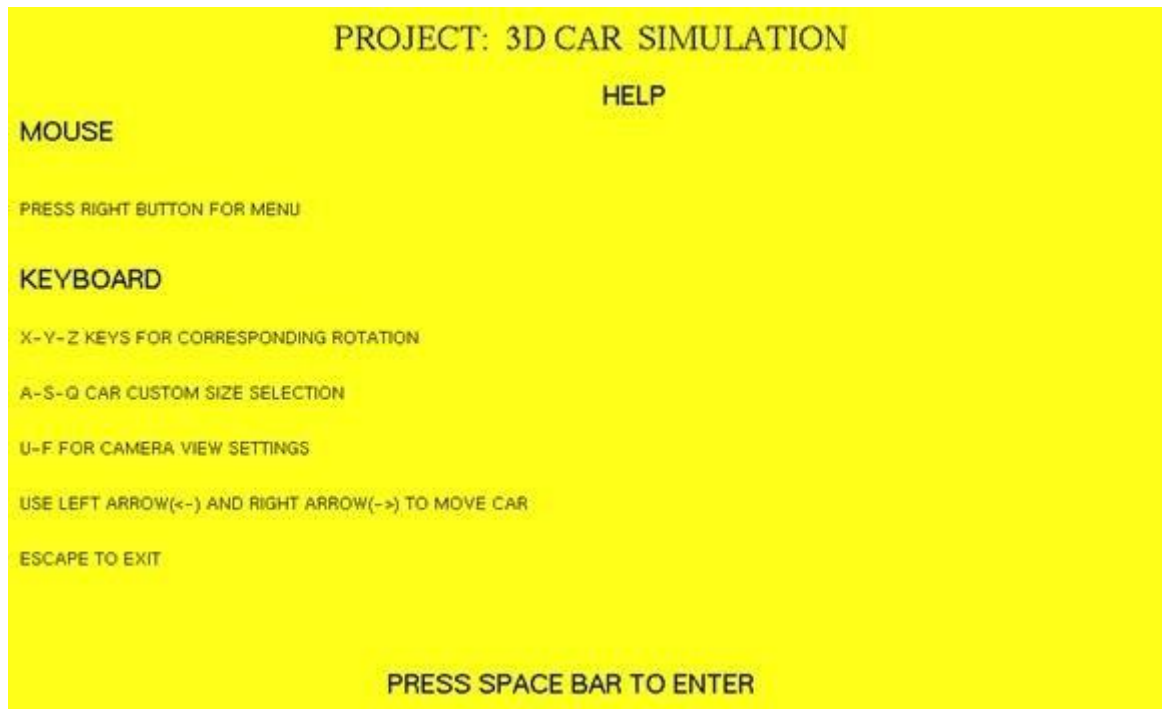 PROJECT: 3D CAR SIMULATION
HELP
MOUSE
PRESS RIGHT BUTTON FOR MENU
KEYBOARD
X-Y-Z KEYS FOR CORRESPONDING ROTATION
A-S-Q CAR CUSTOM SIZE SELECTION
U-F FOR CAMERA VIEW SETTINGS
USE LEFT ARROW(<-) AND RIGHT ARROW(->) TO MOVE CAR
ESCAPE TO EXIT
PRESS SPACE BAR TO ENTER